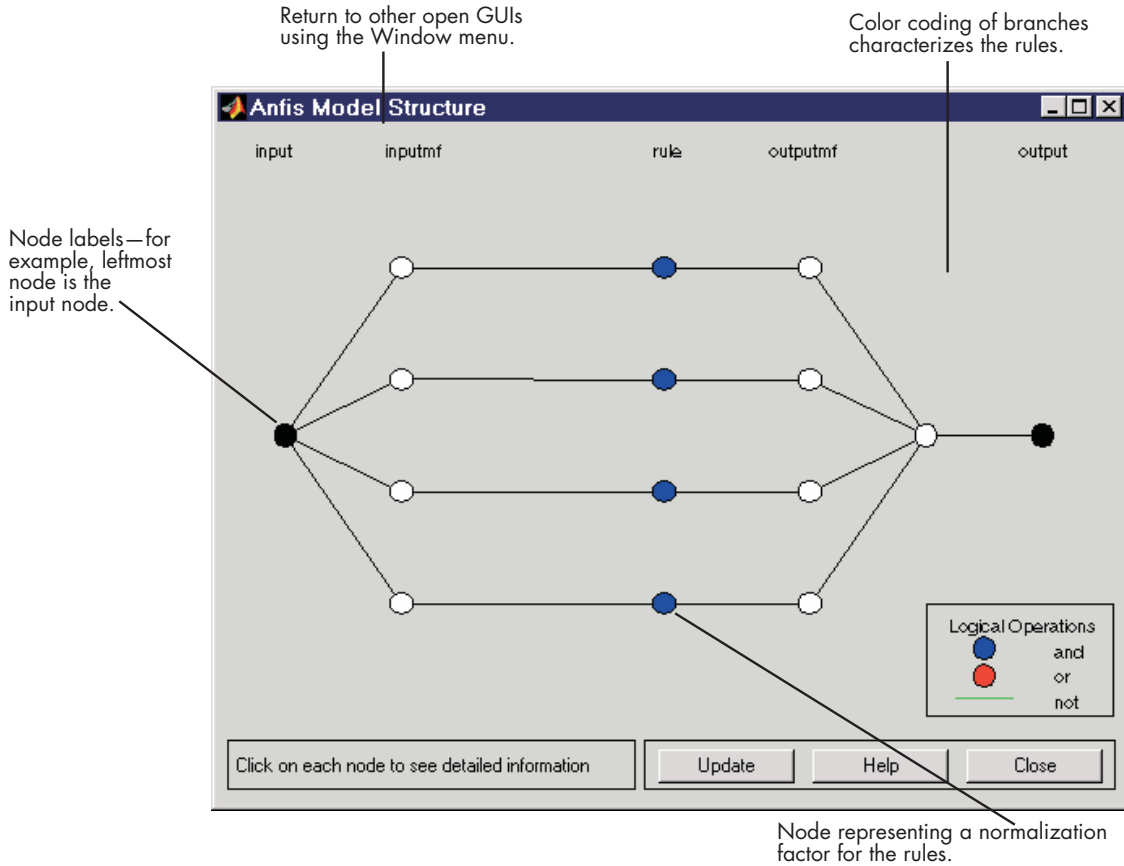 Return to other open GUIs
using the Window menu.
Color coding of branches
characterizes the rules.
Anfis Model Structure
input
inputmf
rule
outputmf
output
Node labels—for
example, leftmost
node is the
input node.
Logical Operations
and
or
not
Click on each node to see detailed information
Update
Help
Close
Node representing a normalization
factor for the rules.